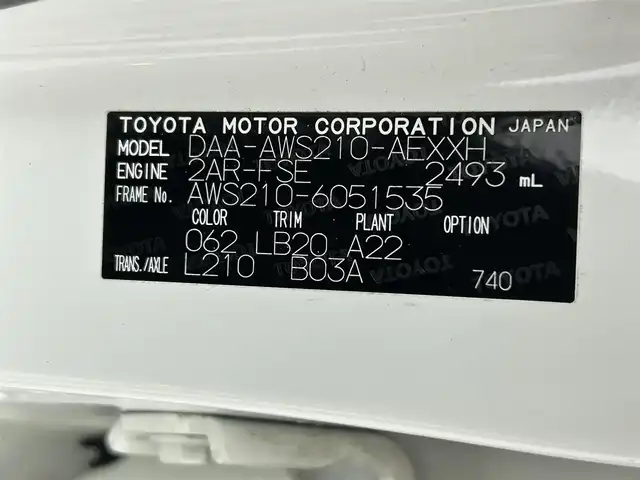 TOYOTA MOTOR CORPORATION JAPAN
MODEL DAA-AWS210-AEXXH
ENGINE 2AR-FSE 2493 mL
FRAME No. AWS210-6051535
COLOR TRIM PLANT OPTION
062 LB20 A22
TRANS./AXLE L210 B03A 740